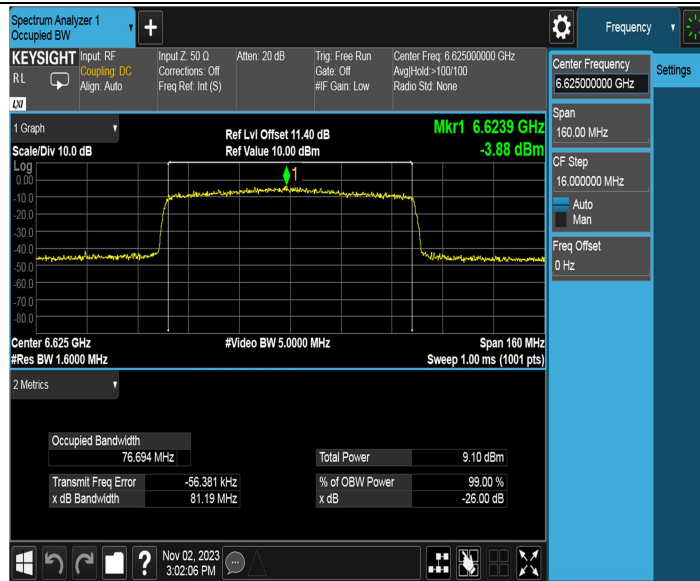 Spectrum Analyzer 1
Occupied BW
Frequency
KEYSIGHT
RL
LXI
Input: RF
Coupling: DC
Align: Auto
Input Z: 50 Ω
Corrections: Off
Freq Ref: Int (S)
Atten: 20 dB
Trig: Free Run
Gate: Off
#IF Gain: Low
Center Freq: 6.625000000 GHz
Avg|Hold:>100/100
Radio Std: None
Center Frequency
6.625000000 GHz
Settings
Span
160.00 MHz
CF Step
16.000000 MHz
Auto
Man
Freq Offset
0 Hz
1 Graph
Scale/Div 10.0 dB
Ref Lvl Offset 11.40 dB
Ref Value 10.00 dBm
Mkr1 6.6239 GHz
-3.88 dBm
Log
0.00
-10.0
-20.0
-30.0
-40.0
-50.0
-60.0
-70.0
-80.0
1
Center 6.625 GHz
#Res BW 1.6000 MHz
#Video BW 5.0000 MHz
Span 160 MHz
Sweep 1.00 ms (1001 pts)
2 Metrics
Occupied Bandwidth
76.694 MHz
Total Power 9.10 dBm
Transmit Freq Error -56.381 kHz
% of OBW Power 99.00 %
x dB Bandwidth 81.19 MHz
x dB -26.00 dB
?
Nov 02, 2023
3:02:06 PM